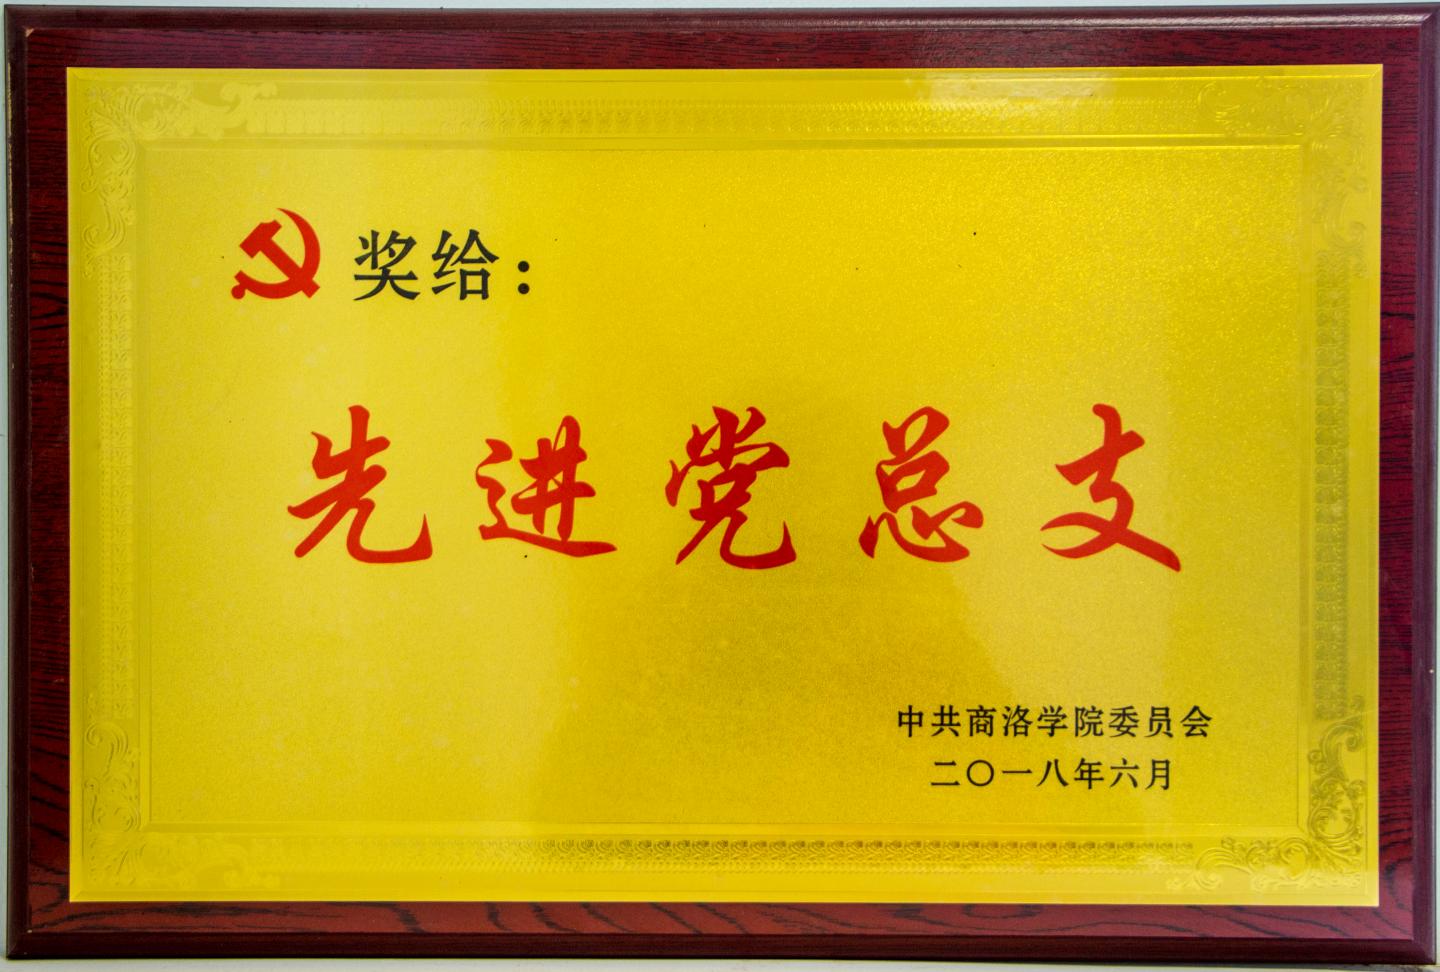 奖给：
先进党总支
中共商洛学院委员会
二〇一八年六月